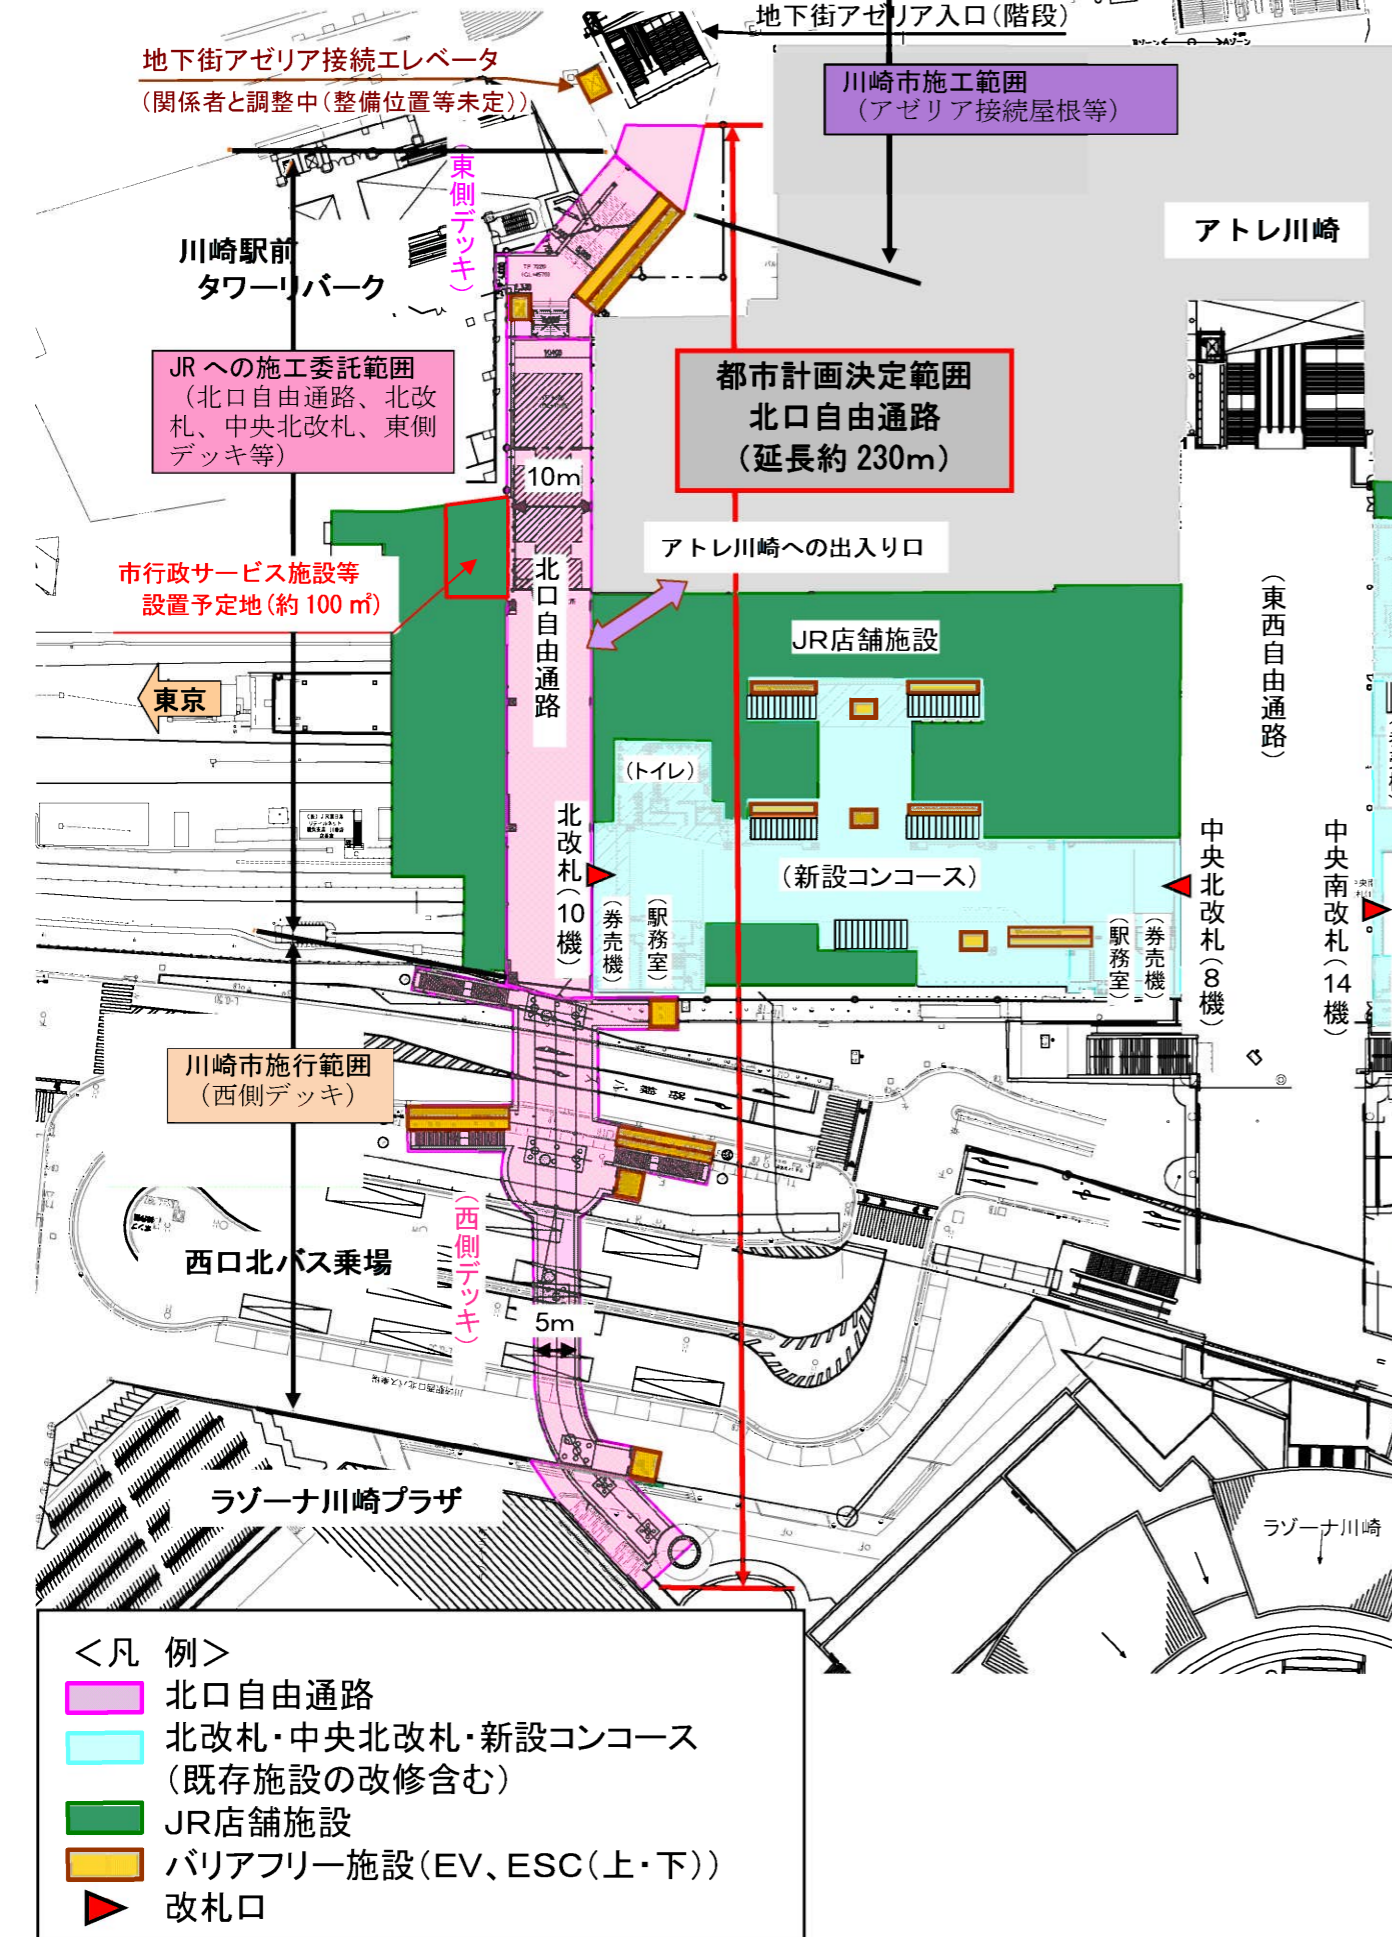 地下街アゼリア入口(階段)
地下街アゼリア接続エレベータ
(関係者と調整中(整備位置等未定))
川崎市施工範囲
(アゼリア接続屋根等)
(東側デッキ)
アトレ川崎
川崎駅前
タワーリバーク
JRへの施工委託範囲
(北口自由通路、北改
札、中央北改札、東側
デッキ等)
都市計画決定範囲
北口自由通路
(延長約230m)
10m
アトレ川崎への出入り口
市行政サービス施設等
設置予定地(約100㎡)
北口自由通路
JR店舗施設
(東西自由通路)
東京
(トイレ)
北改札(10機)
(新設コンコース)
(券売機)
(駅務室)
(駅務室)
(券売機)
中央北改札(8機)
中央南改札(14機)
川崎市施行範囲
(西側デッキ)
(西側デッキ)
西口北バス乗場
5m
川崎駅西口北バス乗場
ラゾーナ川崎プラザ
ラゾーナ川崎
<凡 例>
北口自由通路
北改札・中央北改札・新設コンコース
(既存施設の改修含む)
JR店舗施設
バリアフリー施設(EV、ESC(上・下))
改札口